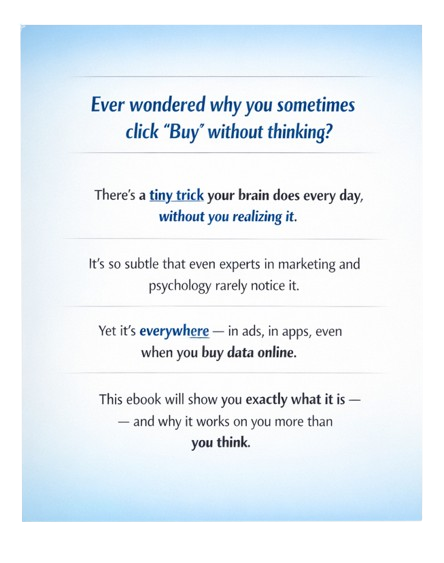 Ever wondered why you sometimes
click “Buy” without thinking?
There's a tiny trick your brain does every day,
without you realizing it.
It's so subtle that even experts in marketing and
psychology rarely notice it.
Yet it's everywhere — in ads, in apps, even
when you buy data online.
This ebook will show you exactly what it is —
— and why it works on you more than
you think.